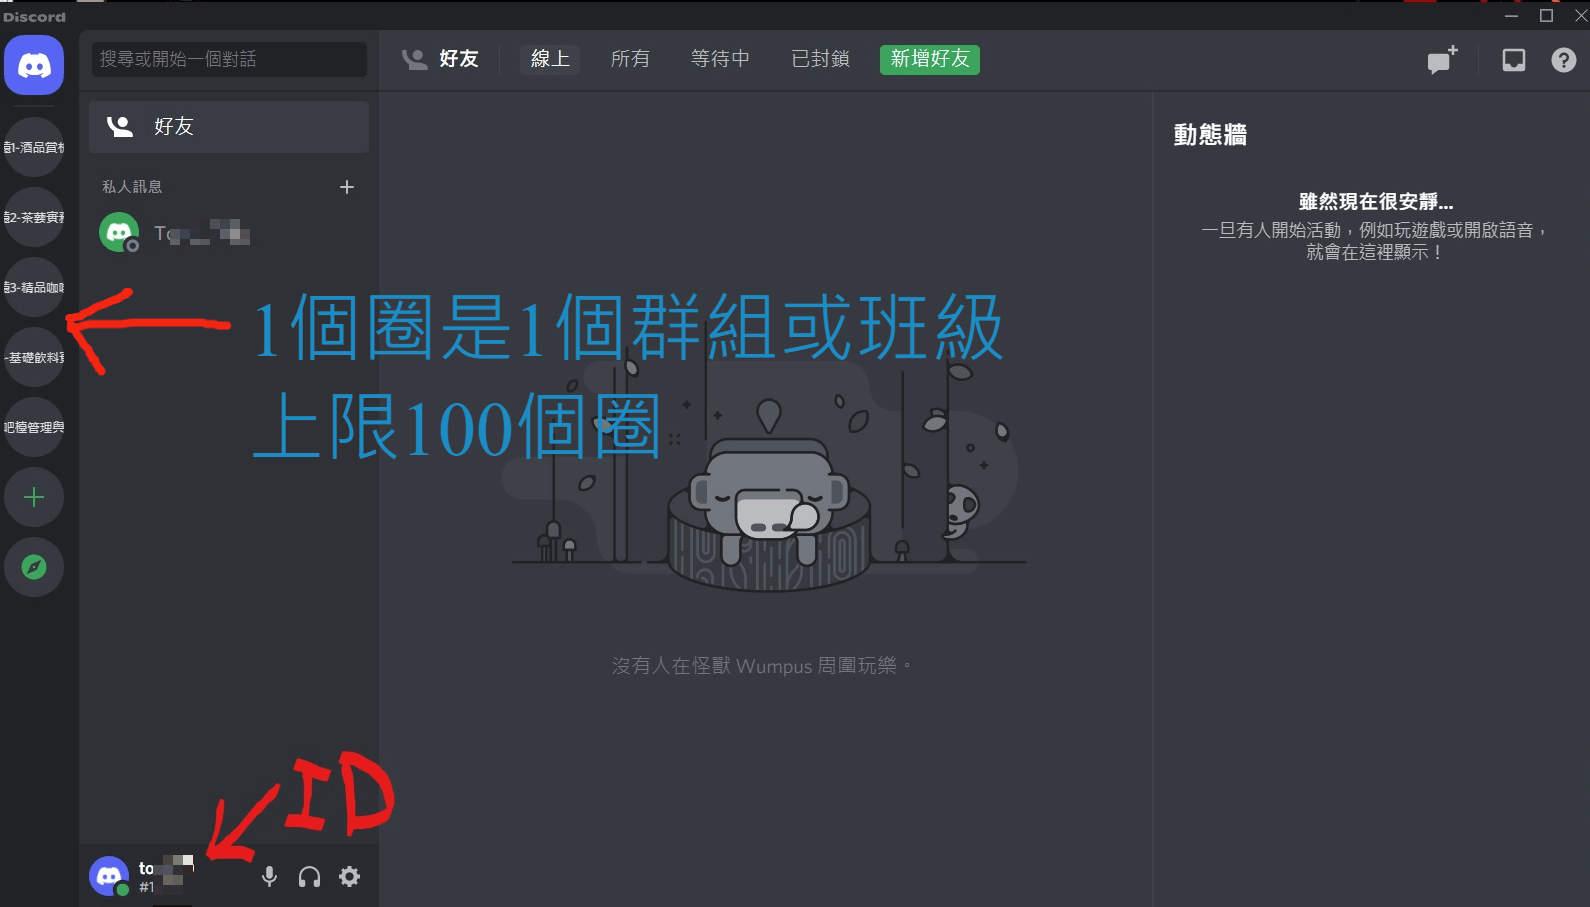 Discord
搜尋或開始一個對話
好友
線上
所有
等待中
已封鎖
新增好友
好友
動態牆
1-酒品賞析
私人訊息
雖然現在很安靜...
2-茶藝實務
一旦有人開始活動，例如玩遊戲或開啟語音，
就會在這裡顯示！
To
3-精品咖啡
1個圈是1個群組或班級
-基礎飲料
上限100個圈
吧檯管理與
沒有人在怪獸 Wumpus 周圍玩樂。
ID
to
#1